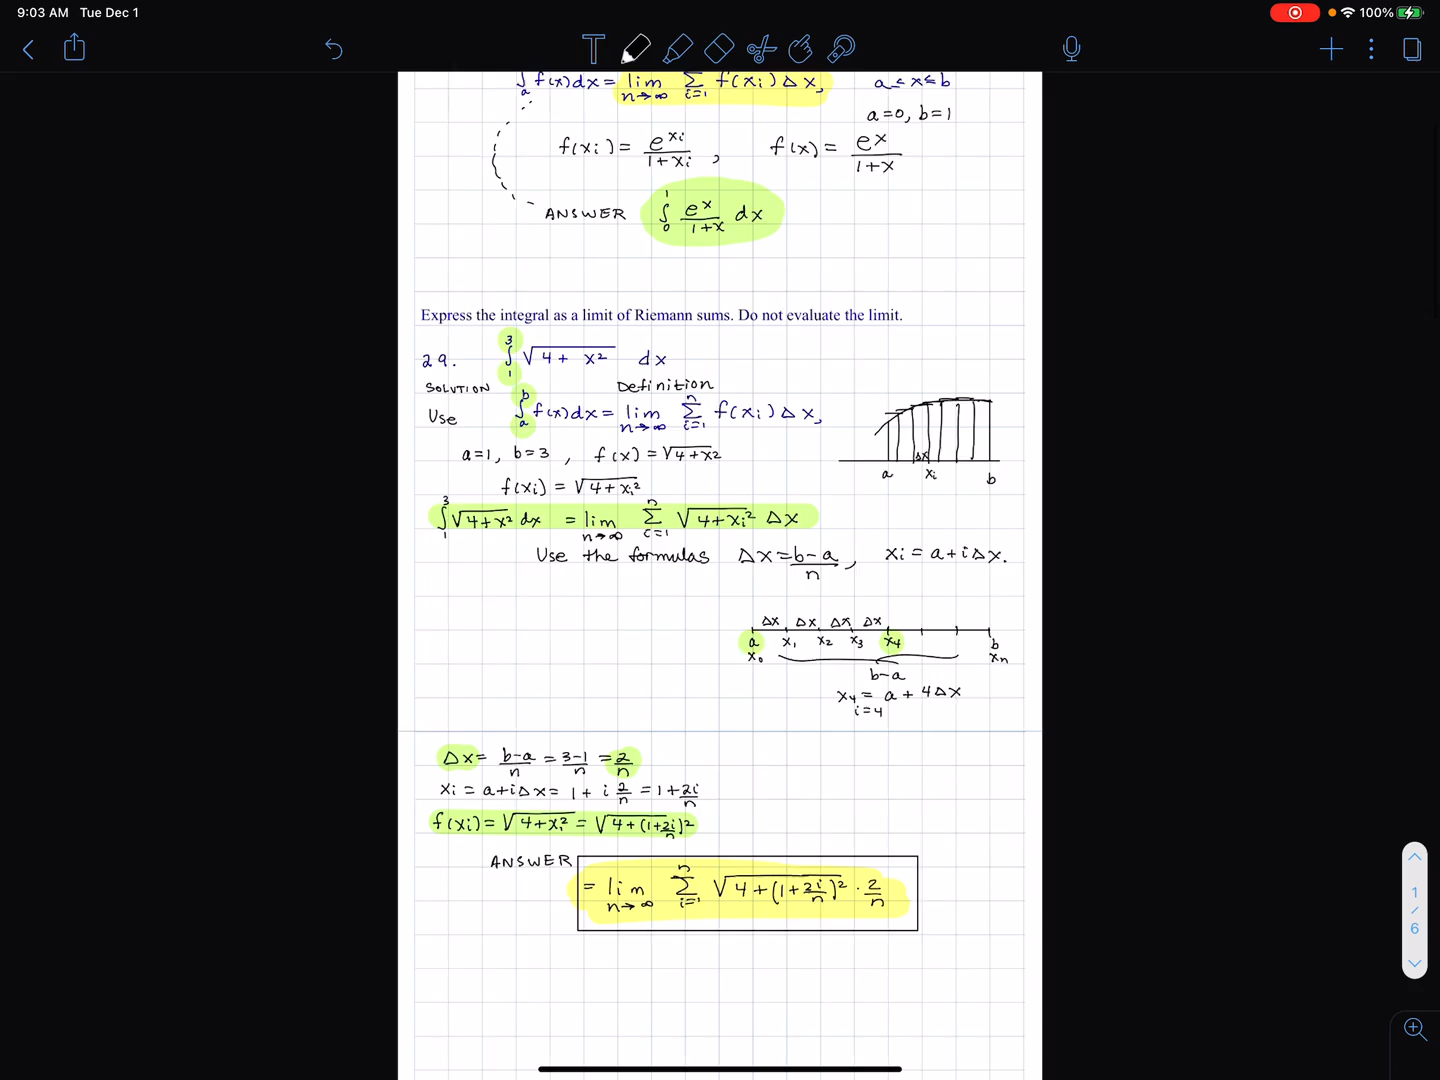 9:03 AM Tue Dec 1
100%
T
∫ₐ f(x)dx = lim n→∞ Σ i=1 f(xᵢ)Δx, a≤x≤b
a=0, b=1
f(xᵢ) = e^xᵢ / 1+xᵢ , f(x) = e^x / 1+x
ANSWER ∫₀¹ e^x / 1+x dx
Express the integral as a limit of Riemann sums. Do not evaluate the limit.
29. ∫₁³ √4+ x² dx
SOLUTION Definition
Use ∫ₐᵇ f(x)dx = lim n→∞ Σ i=1 n f(xᵢ)Δx,
a=1, b=3 , f(x) = √4+x²
f(xᵢ) = √4+xᵢ²
Δx
a xᵢ b
∫₁³ √4+x² dx = lim n→∞ Σ i=1 n √4+xᵢ² Δx
Use the formulas Δx = b-a / n , xᵢ = a+iΔx.
Δx Δx Δx Δx
a x₁ x₂ x₃ x₄ b
x₀ xₙ
b-a
x₄ = a + 4Δx
i=4
Δx = b-a / n = 3-1 / n = 2 / n
xᵢ = a+iΔx = 1+ i 2/n = 1+ 2i/n
f(xᵢ) = √4+xᵢ² = √4+(1+2i/n)²
ANSWER
= lim n→∞ Σ i=1 n √4+(1+2i/n)² · 2/n
1
/
6